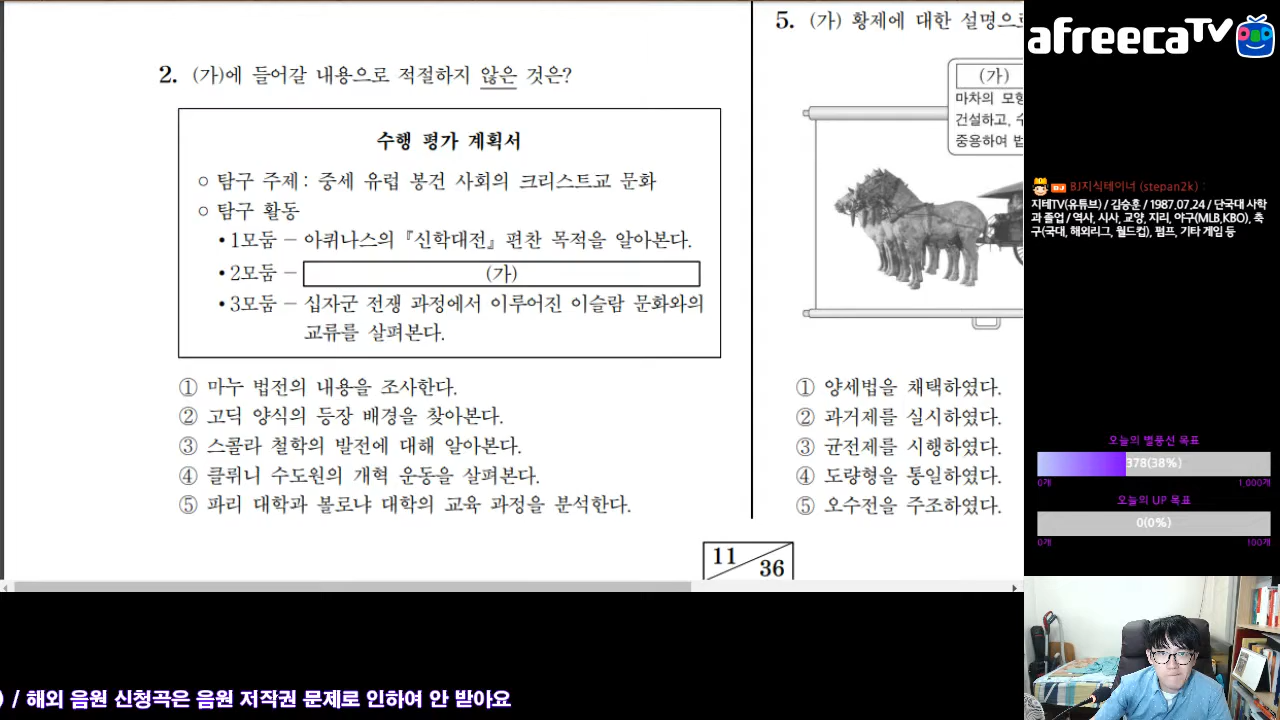 2. (가)에 들어갈 내용으로 적절하지 않은 것은?
수행 평가 계획서
○ 탐구 주제 : 중세 유럽 봉건 사회의 크리스트교 문화
○ 탐구 활동
• 1모둠 – 아퀴나스의 『신학대전』 편찬 목적을 알아본다.
• 2모둠 – (가)
• 3모둠 – 십자군 전쟁 과정에서 이루어진 이슬람 문화와의
교류를 살펴본다.
① 마누 법전의 내용을 조사한다.
② 고딕 양식의 등장 배경을 찾아본다.
③ 스콜라 철학의 발전에 대해 알아본다.
④ 클뤼니 수도원의 개혁 운동을 살펴본다.
⑤ 파리 대학과 볼로냐 대학의 교육 과정을 분석한다.
11
36
5. (가) 황제에 대한 설명으로
(가)
마차의 모형
건설하고, 수
중용하여 법
① 양세법을 채택하였다.
② 과거제를 실시하였다.
③ 균전제를 시행하였다.
④ 도량형을 통일하였다.
⑤ 오수전을 주조하였다.
afreecaTV
BJ지식테이너 (stepan2k) :
지테TV(유튜브) / 김승훈 / 1987.07.24 / 단국대 사학
과 졸업 / 역사, 시사, 교양, 지리, 야구(MLB,KBO), 축
구(국대, 해외리그, 월드컵), 펌프, 기타 게임 등
오늘의 별풍선 목표
378(38%)
0개 1,000개
오늘의 UP 목표
0(0%)
0개 100개
) / 해외 음원 신청곡은 음원 저작권 문제로 인하여 안 받아요